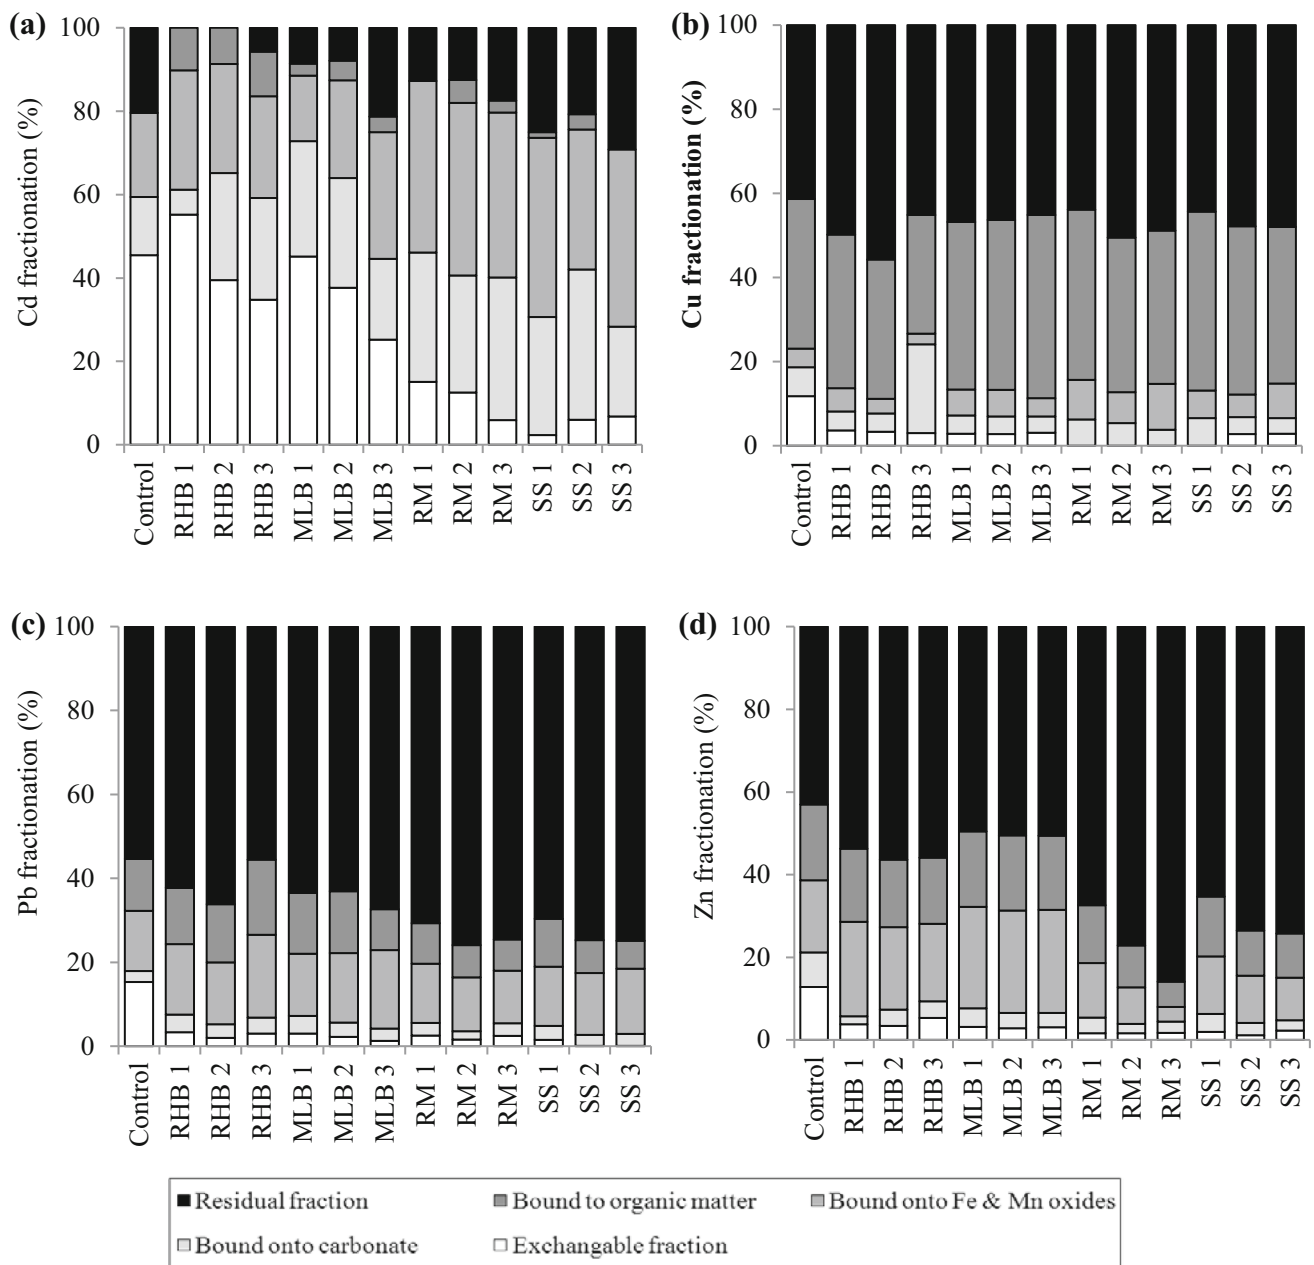 (a)
Cd fractionation (%)
100
80
60
40
20
0
Control
RHB 1
RHB 2
RHB 3
MLB 1
MLB 2
MLB 3
RM 1
RM 2
RM 3
SS 1
SS 2
SS 3
(b)
Cu fractionation (%)
100
80
60
40
20
0
Control
RHB 1
RHB 2
RHB 3
MLB 1
MLB 2
MLB 3
RM 1
RM 2
RM 3
SS 1
SS 2
SS 3
(c)
Pb fractionation (%)
100
80
60
40
20
0
Control
RHB 1
RHB 2
RHB 3
MLB 1
MLB 2
MLB 3
RM 1
RM 2
RM 3
SS 1
SS 2
SS 3
(d)
Zn fractionation (%)
100
80
60
40
20
0
Control
RHB 1
RHB 2
RHB 3
MLB 1
MLB 2
MLB 3
RM 1
RM 2
RM 3
SS 1
SS 2
SS 3
Residual fraction
Bound to organic matter
Bound onto Fe & Mn oxides
Bound onto carbonate
Exchangable fraction